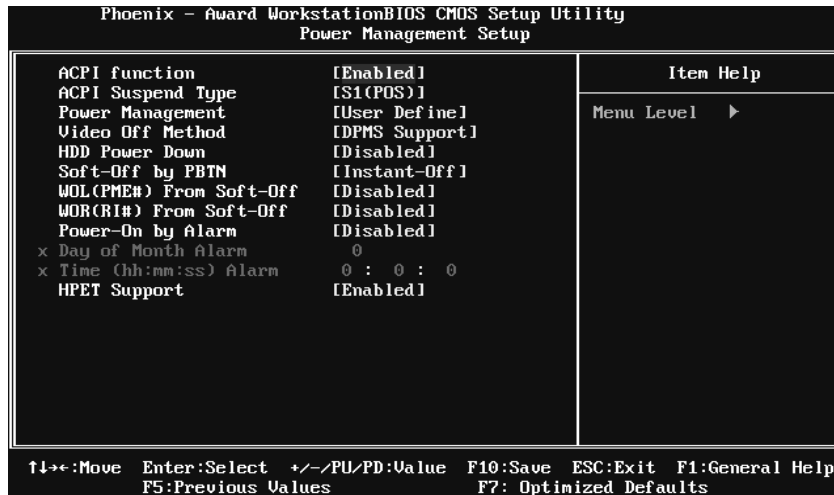 Phoenix - Award WorkstationBIOS CMOS Setup Utility
Power Management Setup
ACPI function [Enabled]
ACPI Suspend Type [S1(POS)]
Power Management [User Define]
Video Off Method [DPMS Support]
HDD Power Down [Disabled]
Soft-Off by PBTN [Instant-Off]
WOL(PME#) From Soft-Off [Disabled]
WOR(RI#) From Soft-Off [Disabled]
Power-On by Alarm [Disabled]
x Day of Month Alarm 0
x Time (hh:mm:ss) Alarm 0 : 0 : 0
HPET Support [Enabled]
Item Help
Menu Level ▶
↑↓→←:Move Enter:Select +/-/PU/PD:Value F10:Save ESC:Exit F1:General Help
F5:Previous Values F7: Optimized Defaults